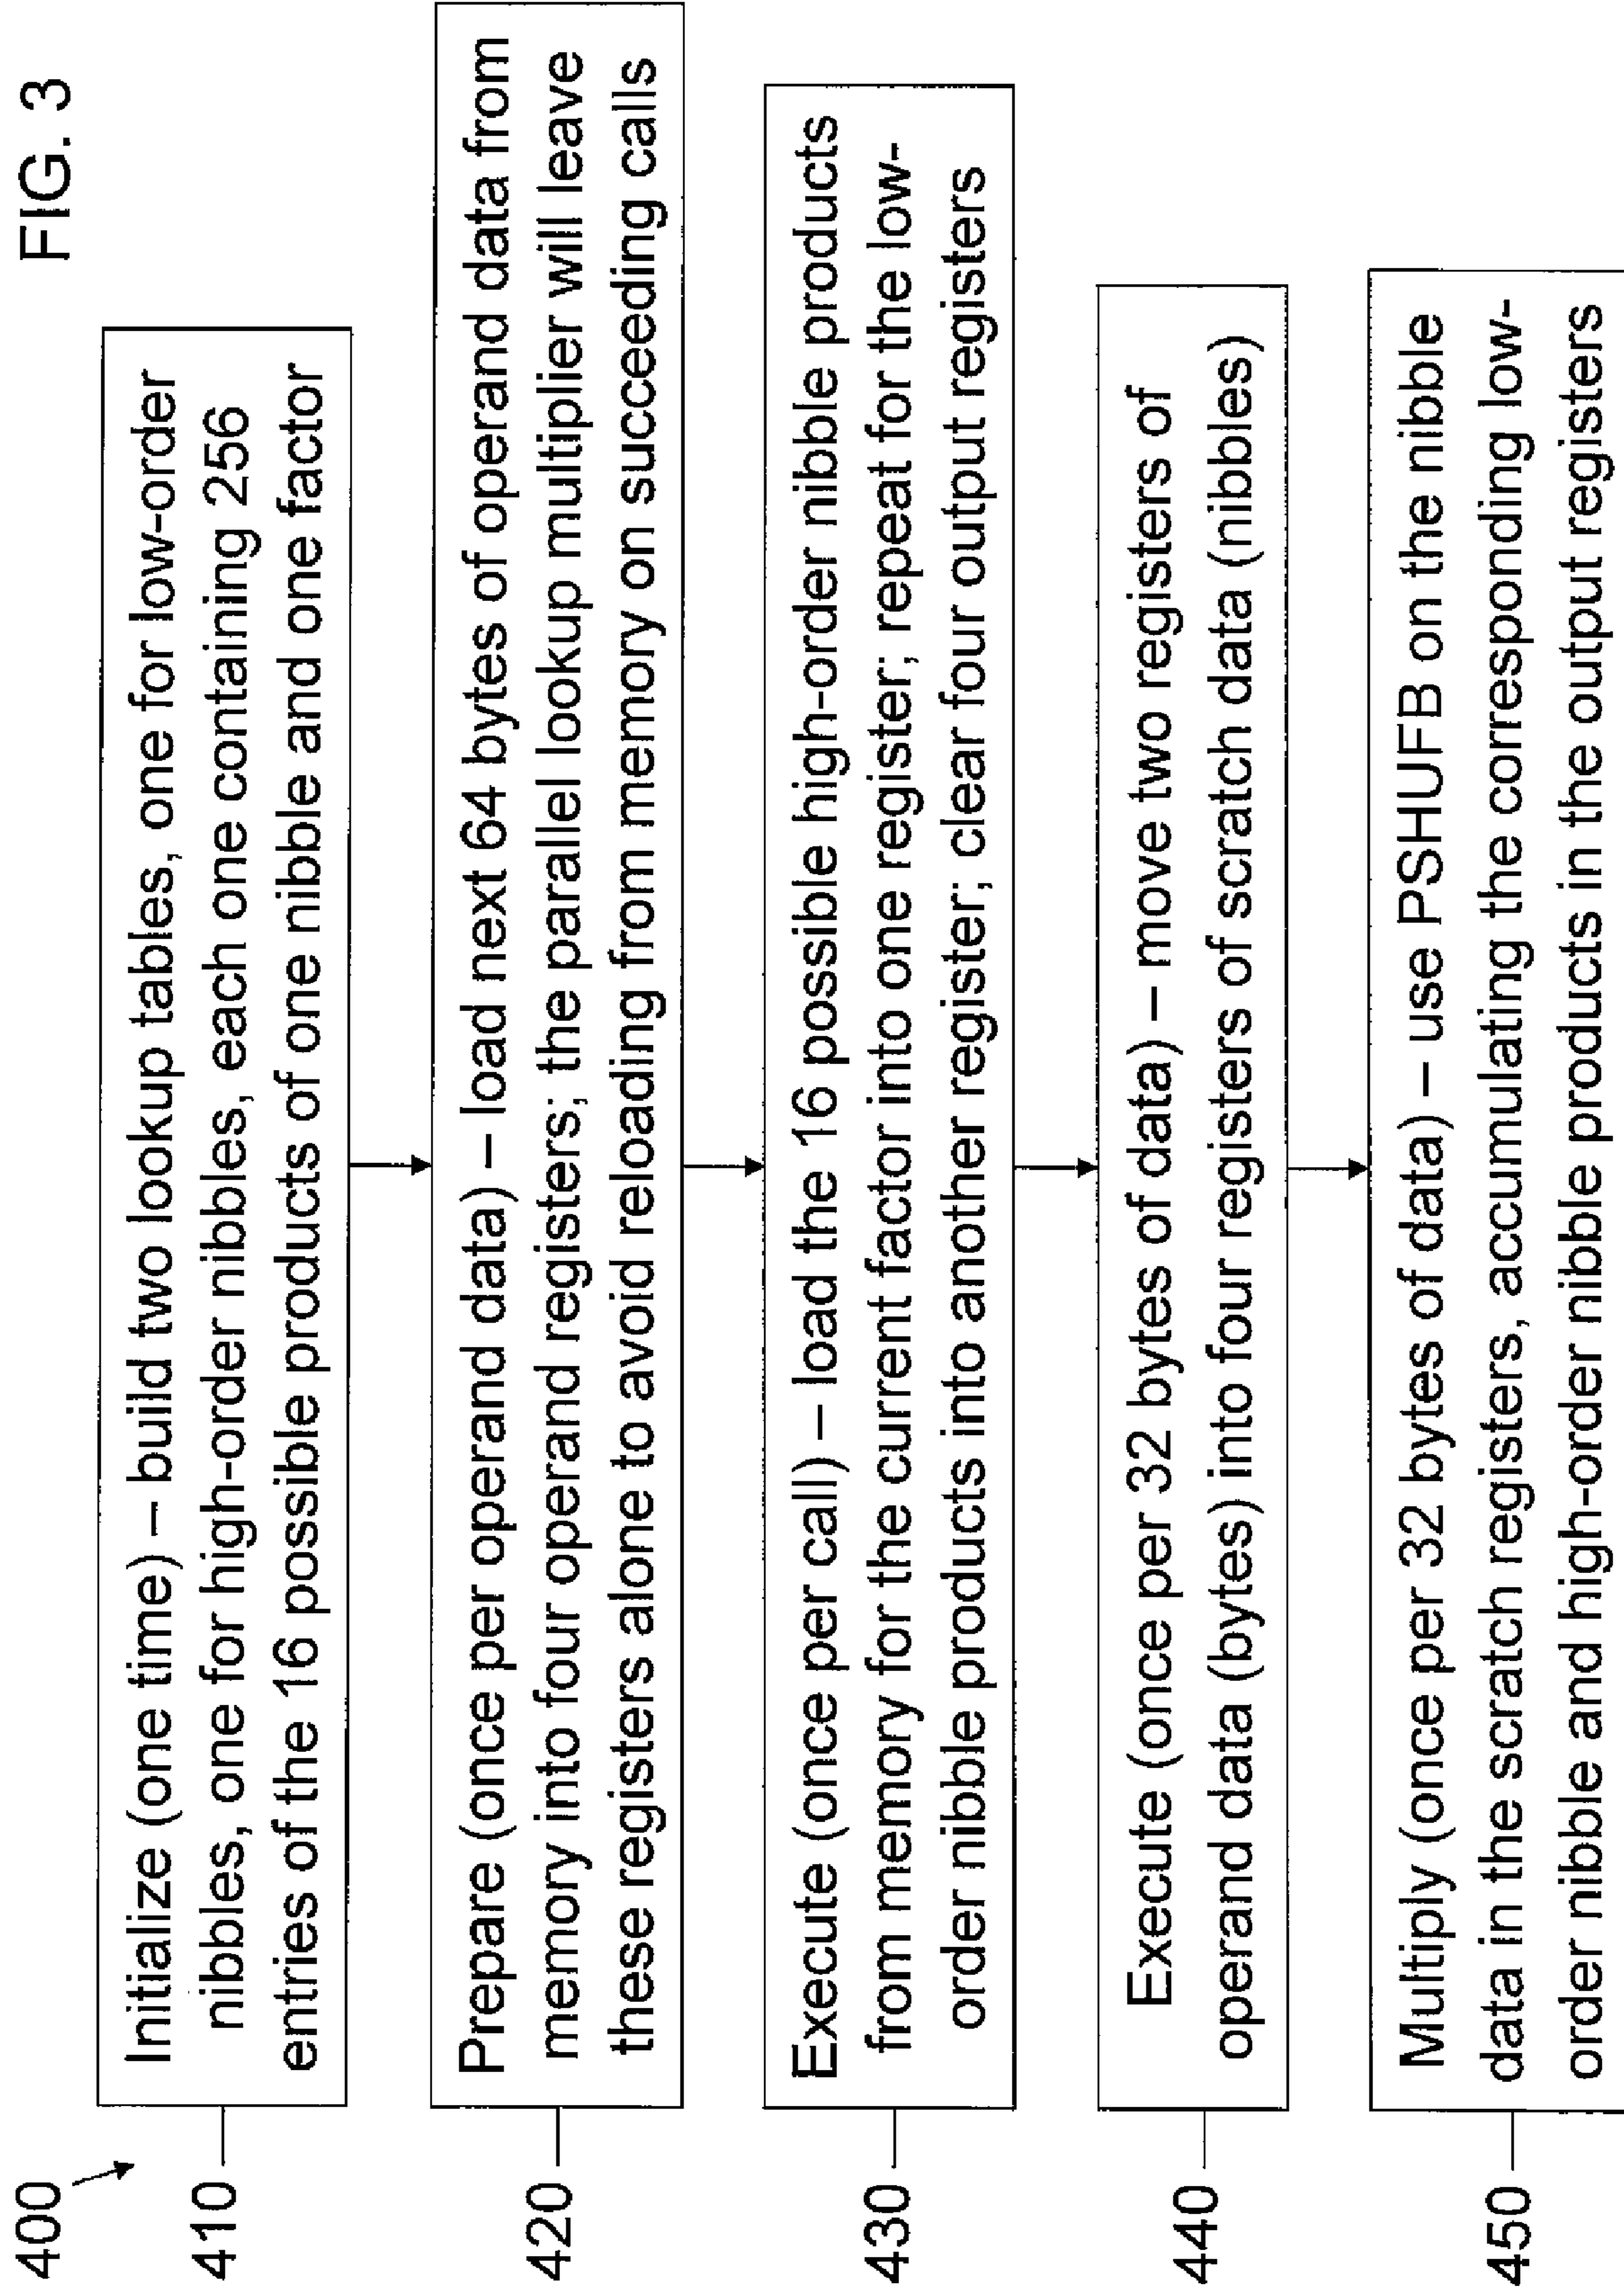 FIG. 3
400
410
Initialize (one time) – build two lookup tables, one for low-order
nibbles, one for high-order nibbles, each one containing 256
entries of the 16 possible products of one nibble and one factor
420
Prepare (once per operand data) – load next 64 bytes of operand data from
memory into four operand registers; the parallel lookup multiplier will leave
these registers alone to avoid reloading from memory on succeeding calls
430
Execute (once per call) – load the 16 possible high-order nibble products
from memory for the current factor into one register; repeat for the low-
order nibble products into another register; clear four output registers
440
Execute (once per 32 bytes of data) – move two registers of
operand data (bytes) into four registers of scratch data (nibbles)
450
Multiply (once per 32 bytes of data) – use PSHUFB on the nibble
data in the scratch registers, accumulating the corresponding low-
order nibble and high-order nibble products in the output registers